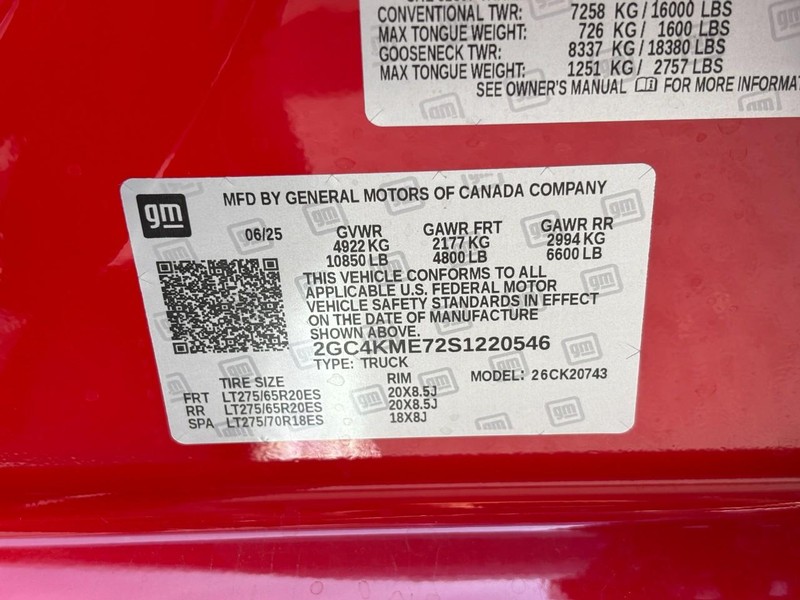 CONVENTIONAL TWR: 7258 KG / 16000 LBS
MAX TONGUE WEIGHT: 726 KG / 1600 LBS
GOOSENECK TWR: 8337 KG / 18380 LBS
MAX TONGUE WEIGHT: 1251 KG / 2757 LBS
SEE OWNER'S MANUAL FOR MORE INFORMAT
gm
MFD BY GENERAL MOTORS OF CANADA COMPANY
06/25 GVWR GAWR FRT GAWR RR
4922 KG 2177 KG 2994 KG
10850 LB 4800 LB 6600 LB
THIS VEHICLE CONFORMS TO ALL
APPLICABLE U.S. FEDERAL MOTOR
VEHICLE SAFETY STANDARDS IN EFFECT
ON THE DATE OF MANUFACTURE
SHOWN ABOVE.
2GC4KME72S1220546
TYPE: TRUCK MODEL: 26CK20743
TIRE SIZE RIM
FRT LT275/65R20ES 20X8.5J
RR LT275/65R20ES 20X8.5J
SPA LT275/70R18ES 18X8J